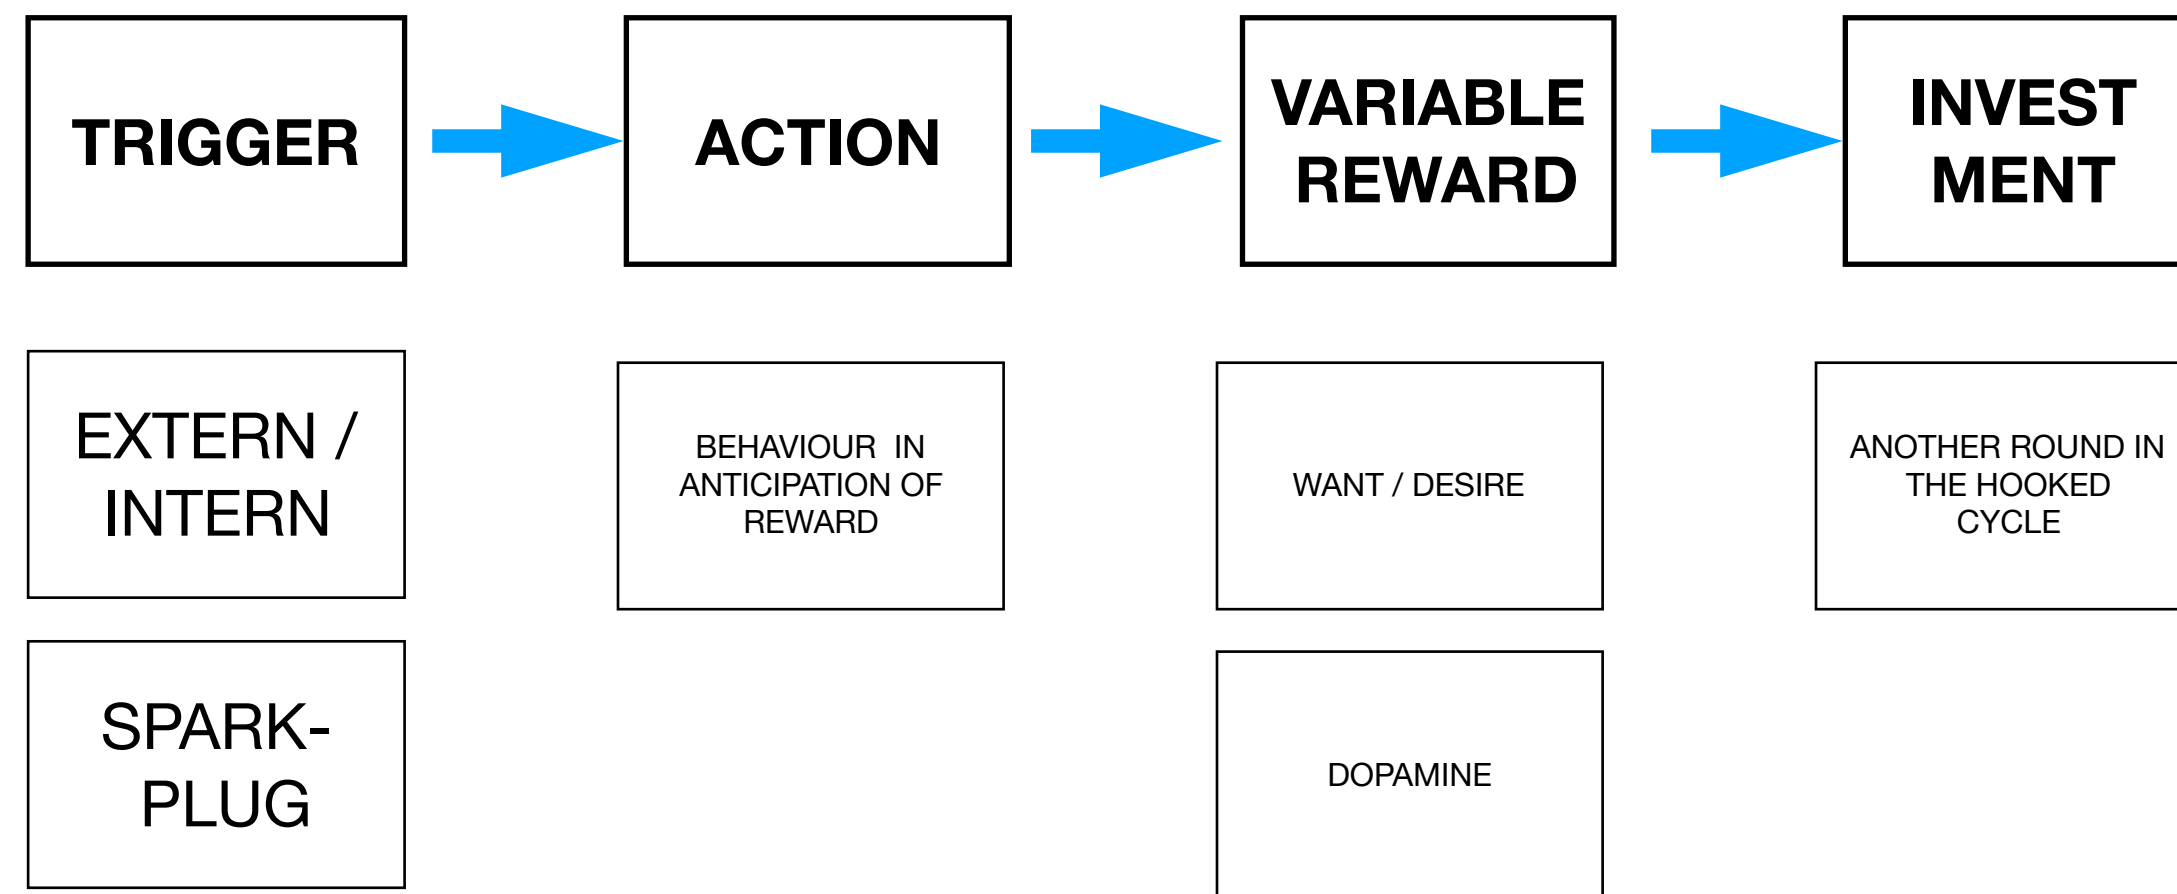 TRIGGER
ACTION
VARIABLE
REWARD
INVEST
MENT
EXTERN /
INTERN
BEHAVIOUR IN
ANTICIPATION OF
REWARD
WANT / DESIRE
ANOTHER ROUND IN
THE HOOKED
CYCLE
SPARK-
PLUG
DOPAMINE